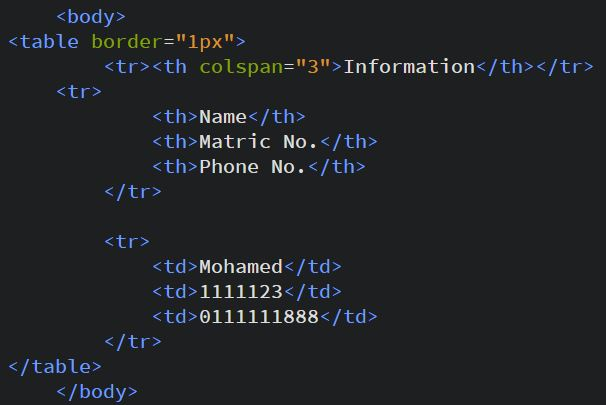 <body>
<table border="1px">
<tr><th colspan="3">Information</th></tr>
<tr>
<th>Name</th>
<th>Matric No.</th>
<th>Phone No.</th>
</tr>
<tr>
<td>Mohamed</td>
<td>1111123</td>
<td>0111111888</td>
</tr>
</table>
</body>